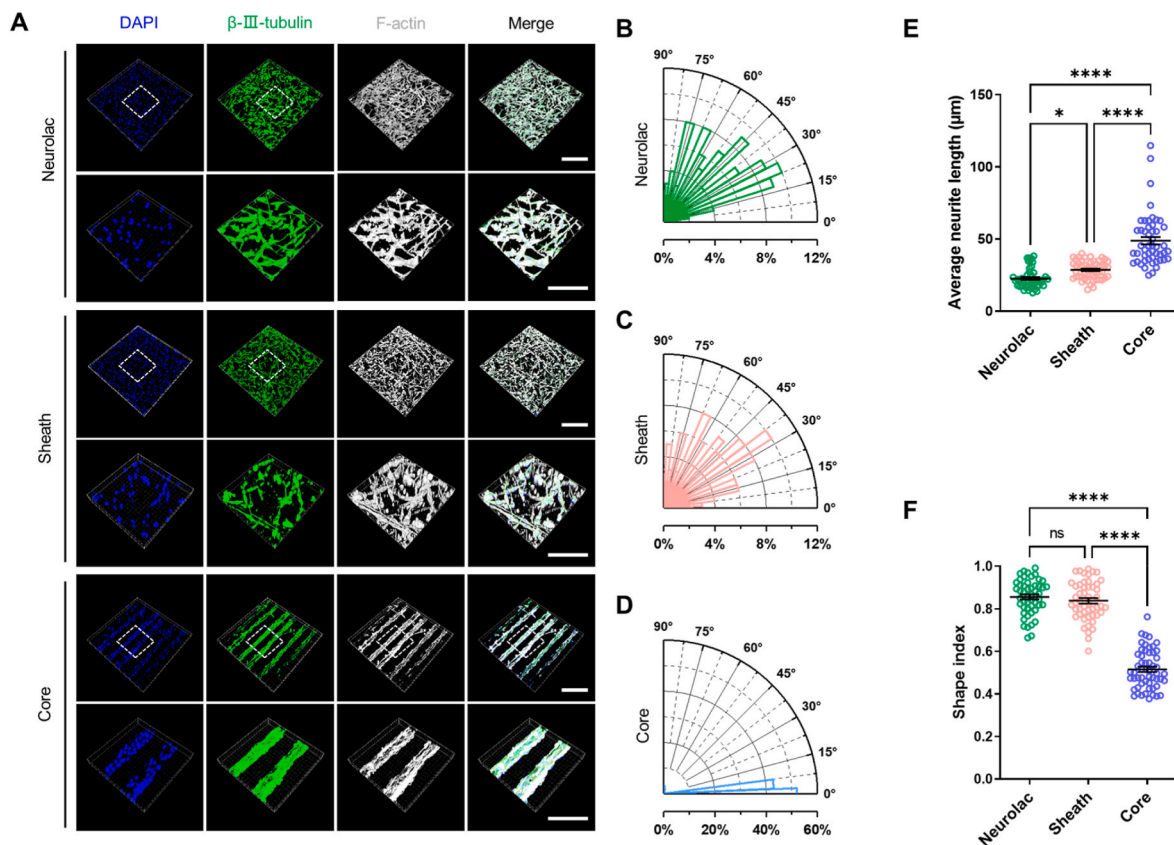 A
DAPI
β-III-tubulin
F-actin
Merge
Neurolac
Sheath
Core
B
90°
75°
60°
45°
30°
15°
0°
Neurolac
0% 4% 8% 12%
C
90°
75°
60°
45°
30°
15°
0°
Sheath
0% 4% 8% 12%
D
90°
75°
60°
45°
30°
15°
0°
Core
0% 20% 40% 60%
E
****
* ****
Average neurite length (μm)
150
100
50
0
Neurolac
Sheath
Core
F
****
ns ****
Shape index
1.0
0.8
0.6
0.4
0.2
0.0
Neurolac
Sheath
Core